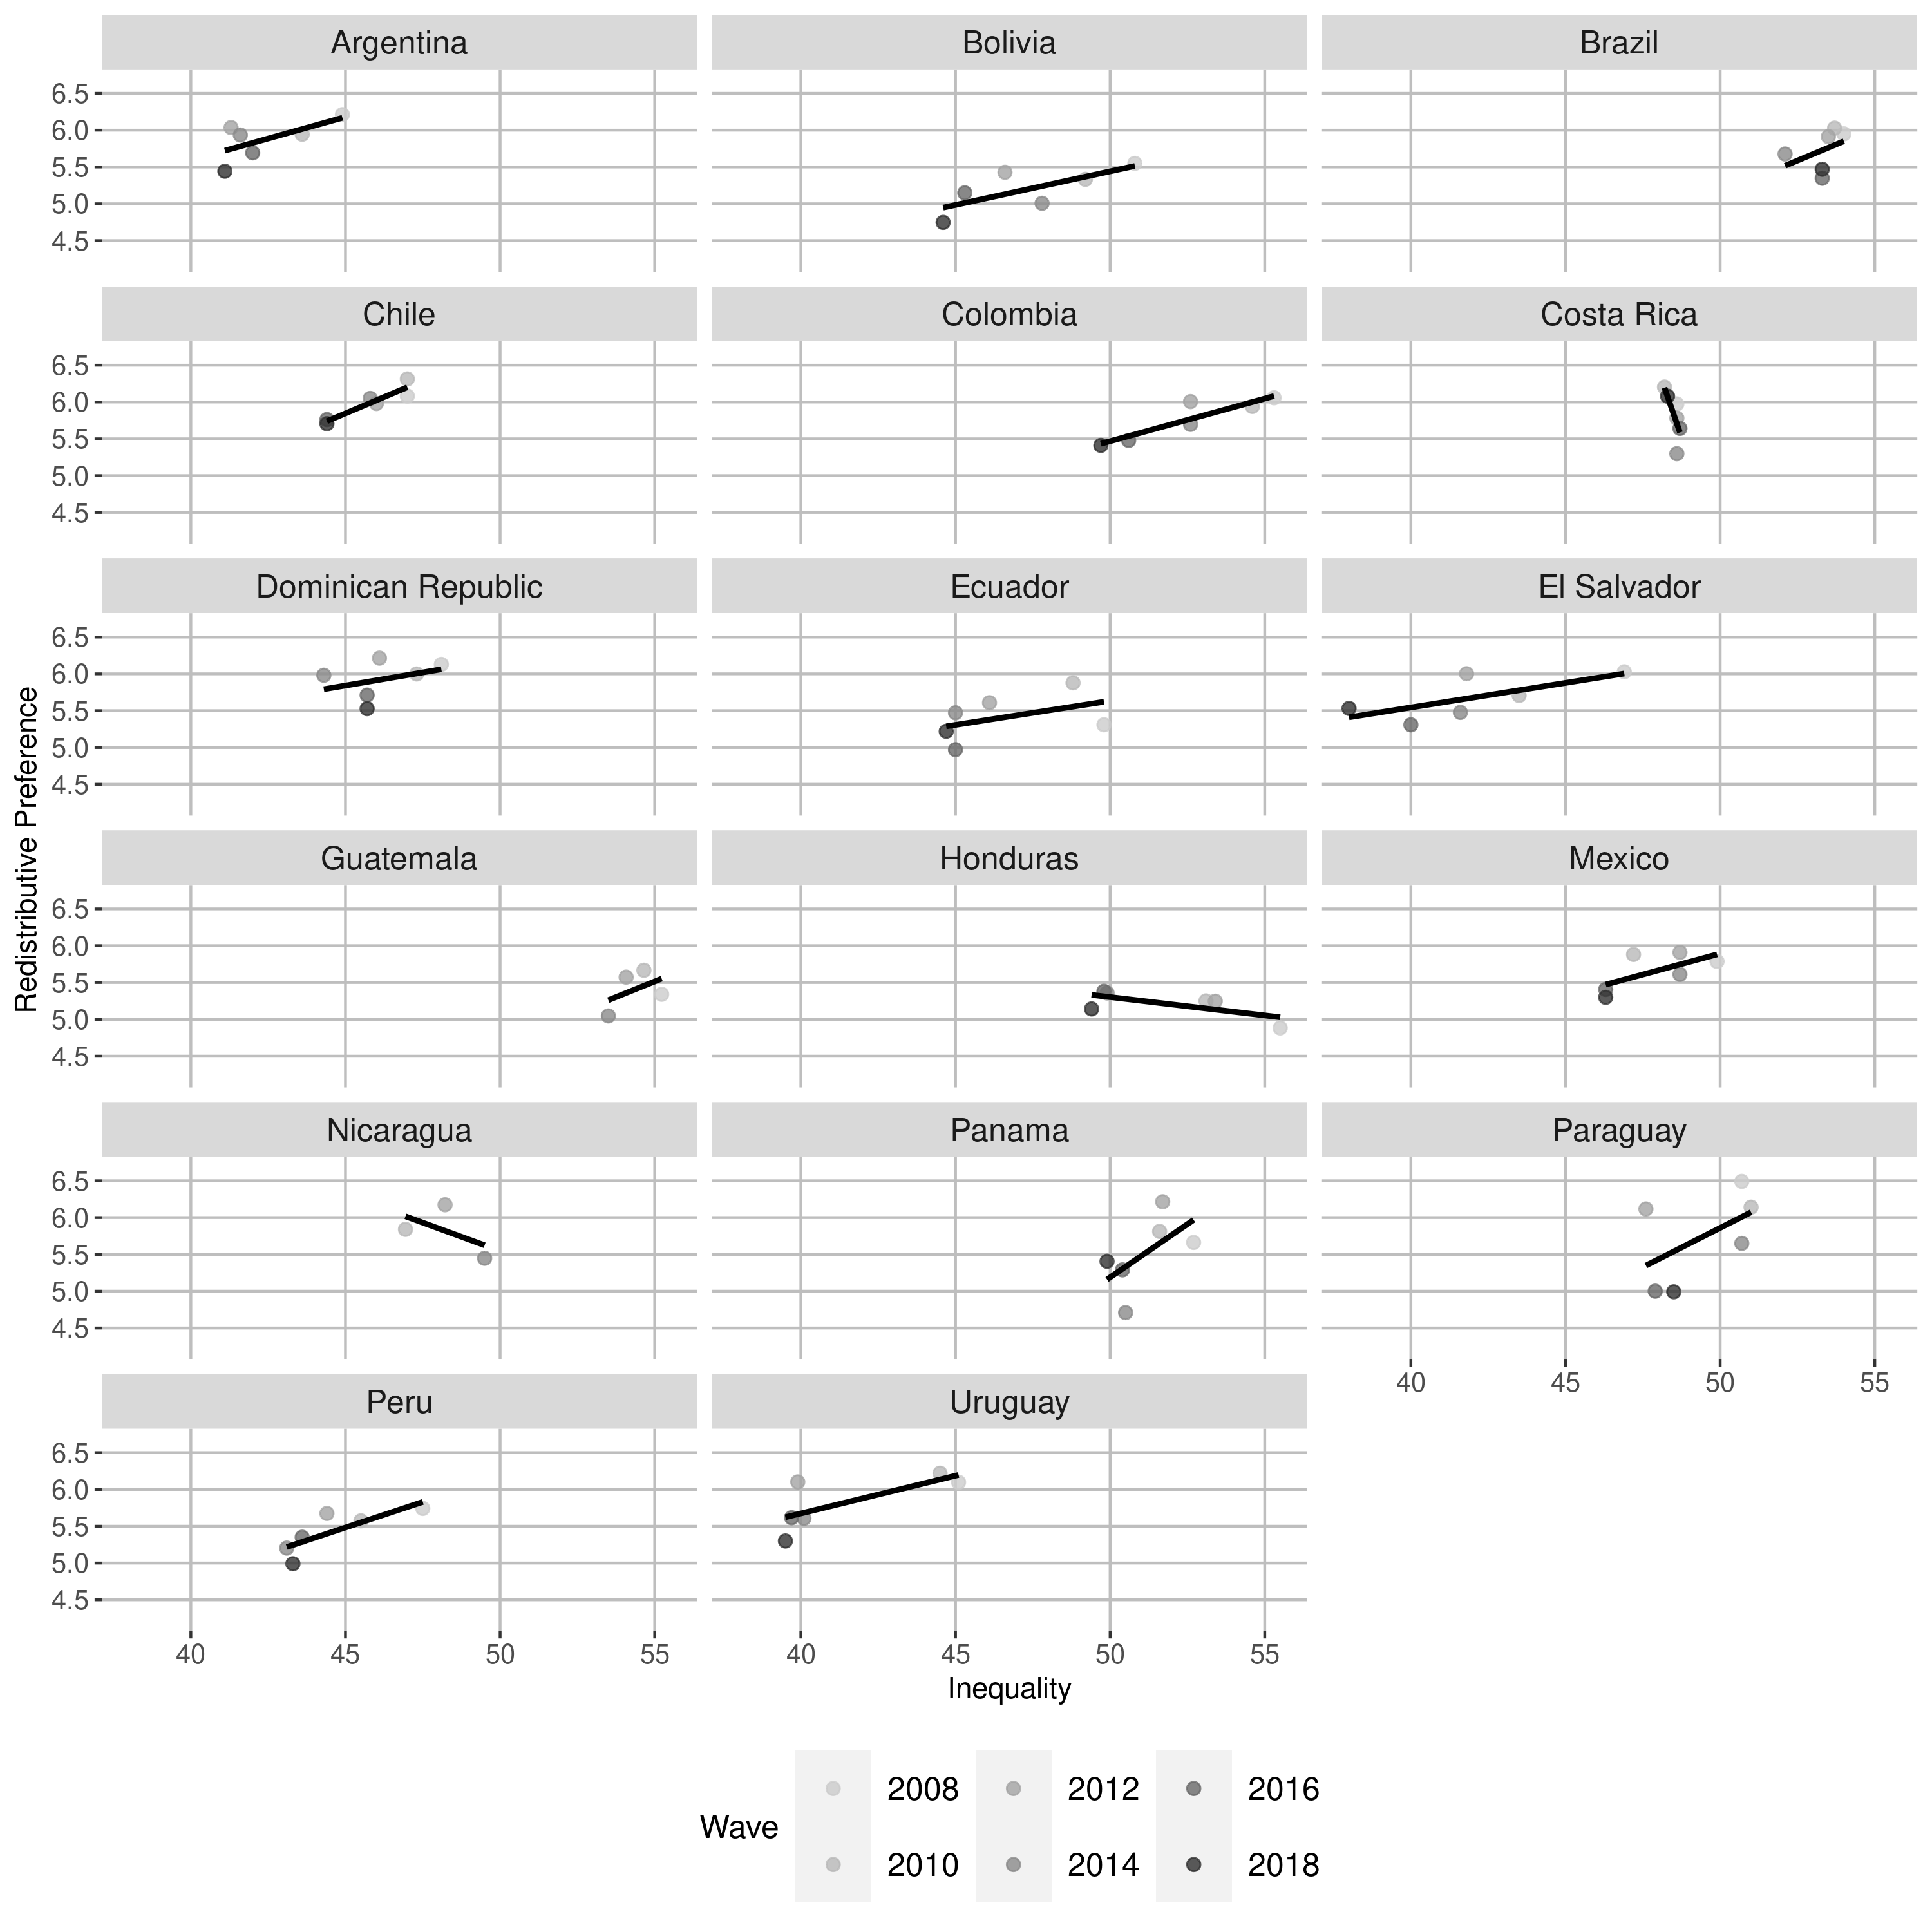 Argentina
Bolivia
Brazil
6.5
6.0
5.5
5.0
4.5
Chile
Colombia
Costa Rica
6.5
6.0
5.5
5.0
4.5
Dominican Republic
Ecuador
El Salvador
6.5
6.0
5.5
5.0
4.5
Redistributive Preference
Guatemala
Honduras
Mexico
6.5
6.0
5.5
5.0
4.5
Nicaragua
Panama
Paraguay
6.5
6.0
5.5
5.0
4.5
40 45 50 55
Peru
Uruguay
6.5
6.0
5.5
5.0
4.5
40 45 50 55
40 45 50 55
Inequality
Wave
2008
2012
2016
2010
2014
2018